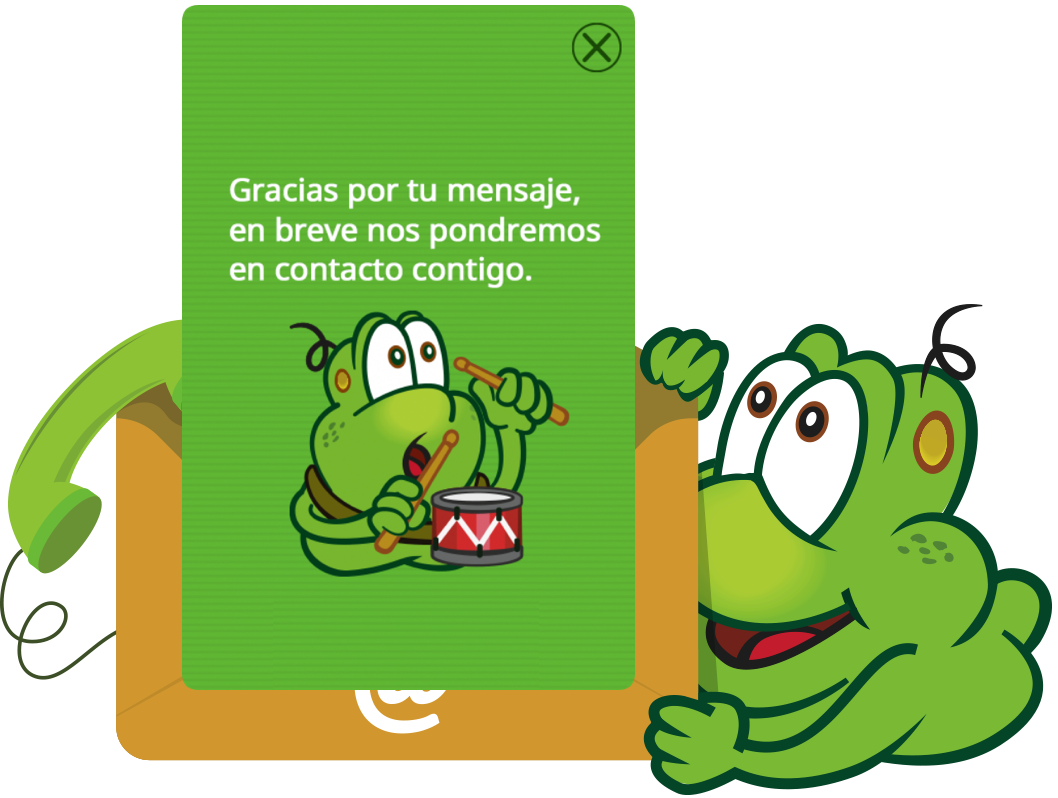 Gracias por tu mensaje,
en breve nos pondremos
en contacto contigo.
@